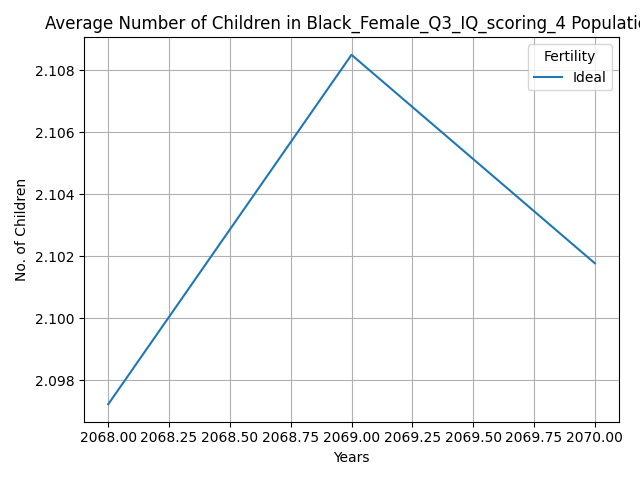 Average Number of Children in Black_Female_Q3_IQ_scoring_4 Populatio
Fertility
Ideal
No. of Children
2.108
2.106
2.104
2.102
2.100
2.098
2068.00 2068.25 2068.50 2068.75 2069.00 2069.25 2069.50 2069.75 2070.00
Years